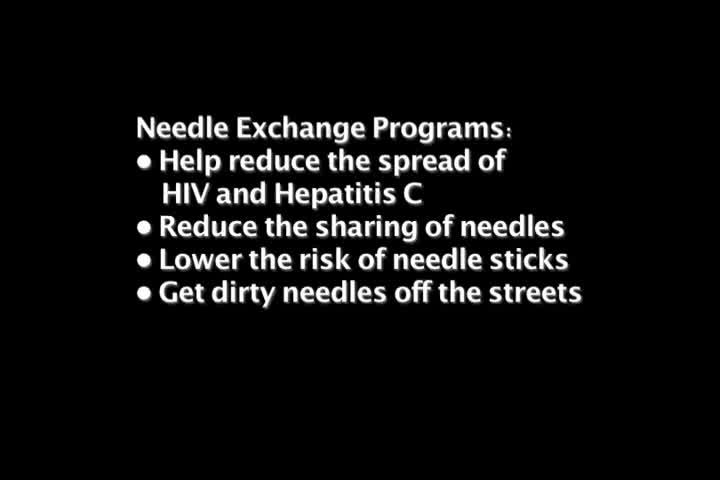 Needle Exchange Programs:
• Help reduce the spread of
HIV and Hepatitis C
• Reduce the sharing of needles
• Lower the risk of needle sticks
• Get dirty needles off the streets